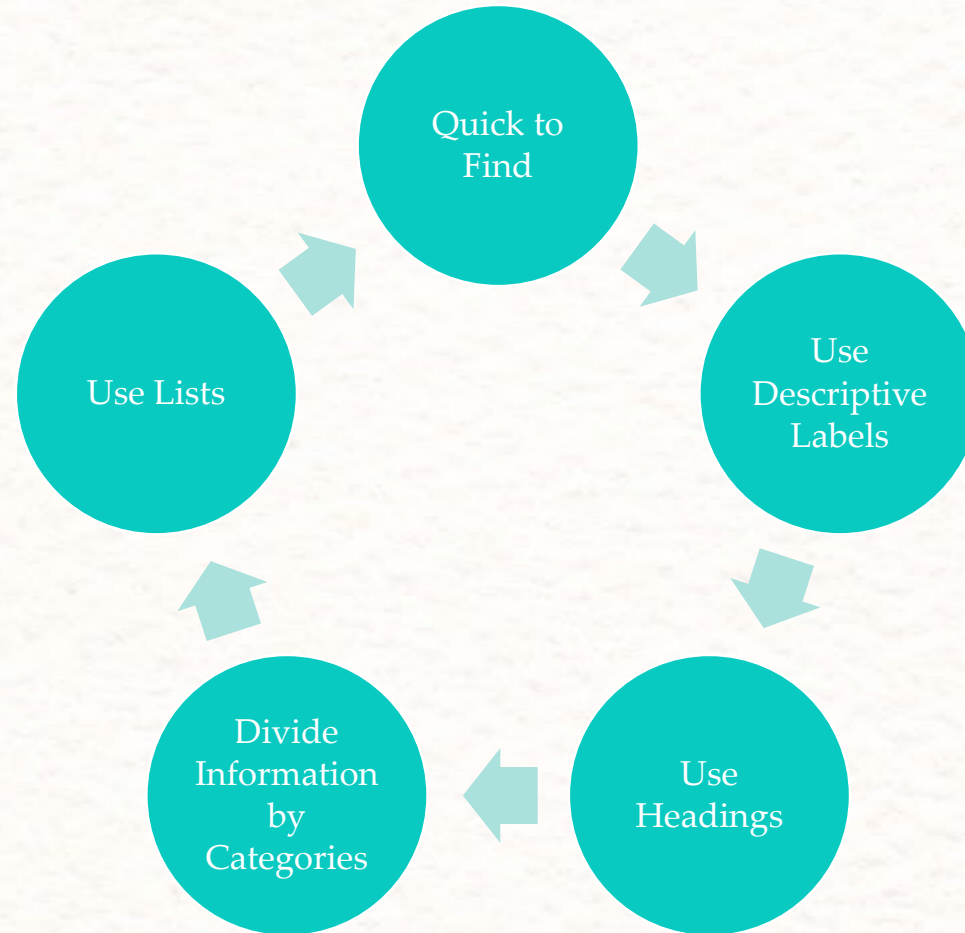 Quick to
Find
Use
Descriptive
Labels
Use
Headings
Divide
Information
by
Categories
Use Lists